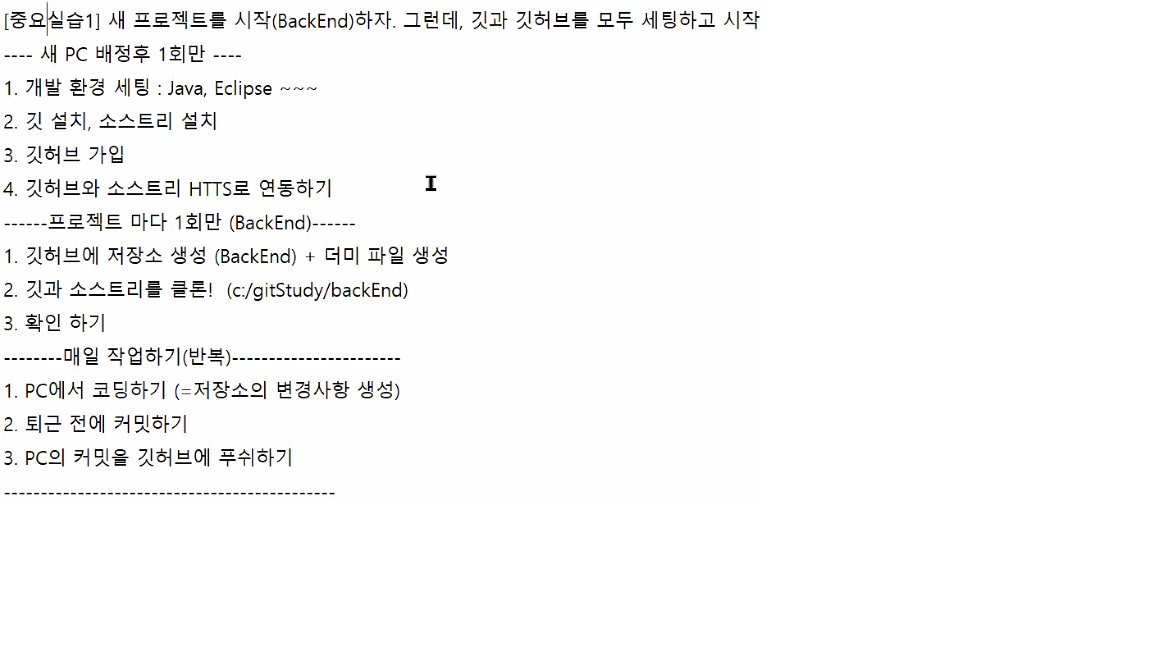 [중요실습1] 새 프로젝트를 시작(BackEnd)하자. 그런데, 깃과 깃허브를 모두 세팅하고 시작
---- 새 PC 배정후 1회만 ----
1. 개발 환경 세팅 : Java, Eclipse ~~~
2. 깃 설치, 소스트리 설치
3. 깃허브 가입
4. 깃허브와 소스트리 HTTS로 연동하기
------프로젝트 마다 1회만 (BackEnd)------
1. 깃허브에 저장소 생성 (BackEnd) + 더미 파일 생성
2. 깃과 소스트리를 클론!  (c:/gitStudy/backEnd)
3. 확인 하기
--------매일 작업하기(반복)-----------------------
1. PC에서 코딩하기 (=저장소의 변경사항 생성)
2. 퇴근 전에 커밋하기
3. PC의 커밋을 깃허브에 푸쉬하기
---------------------------------------------